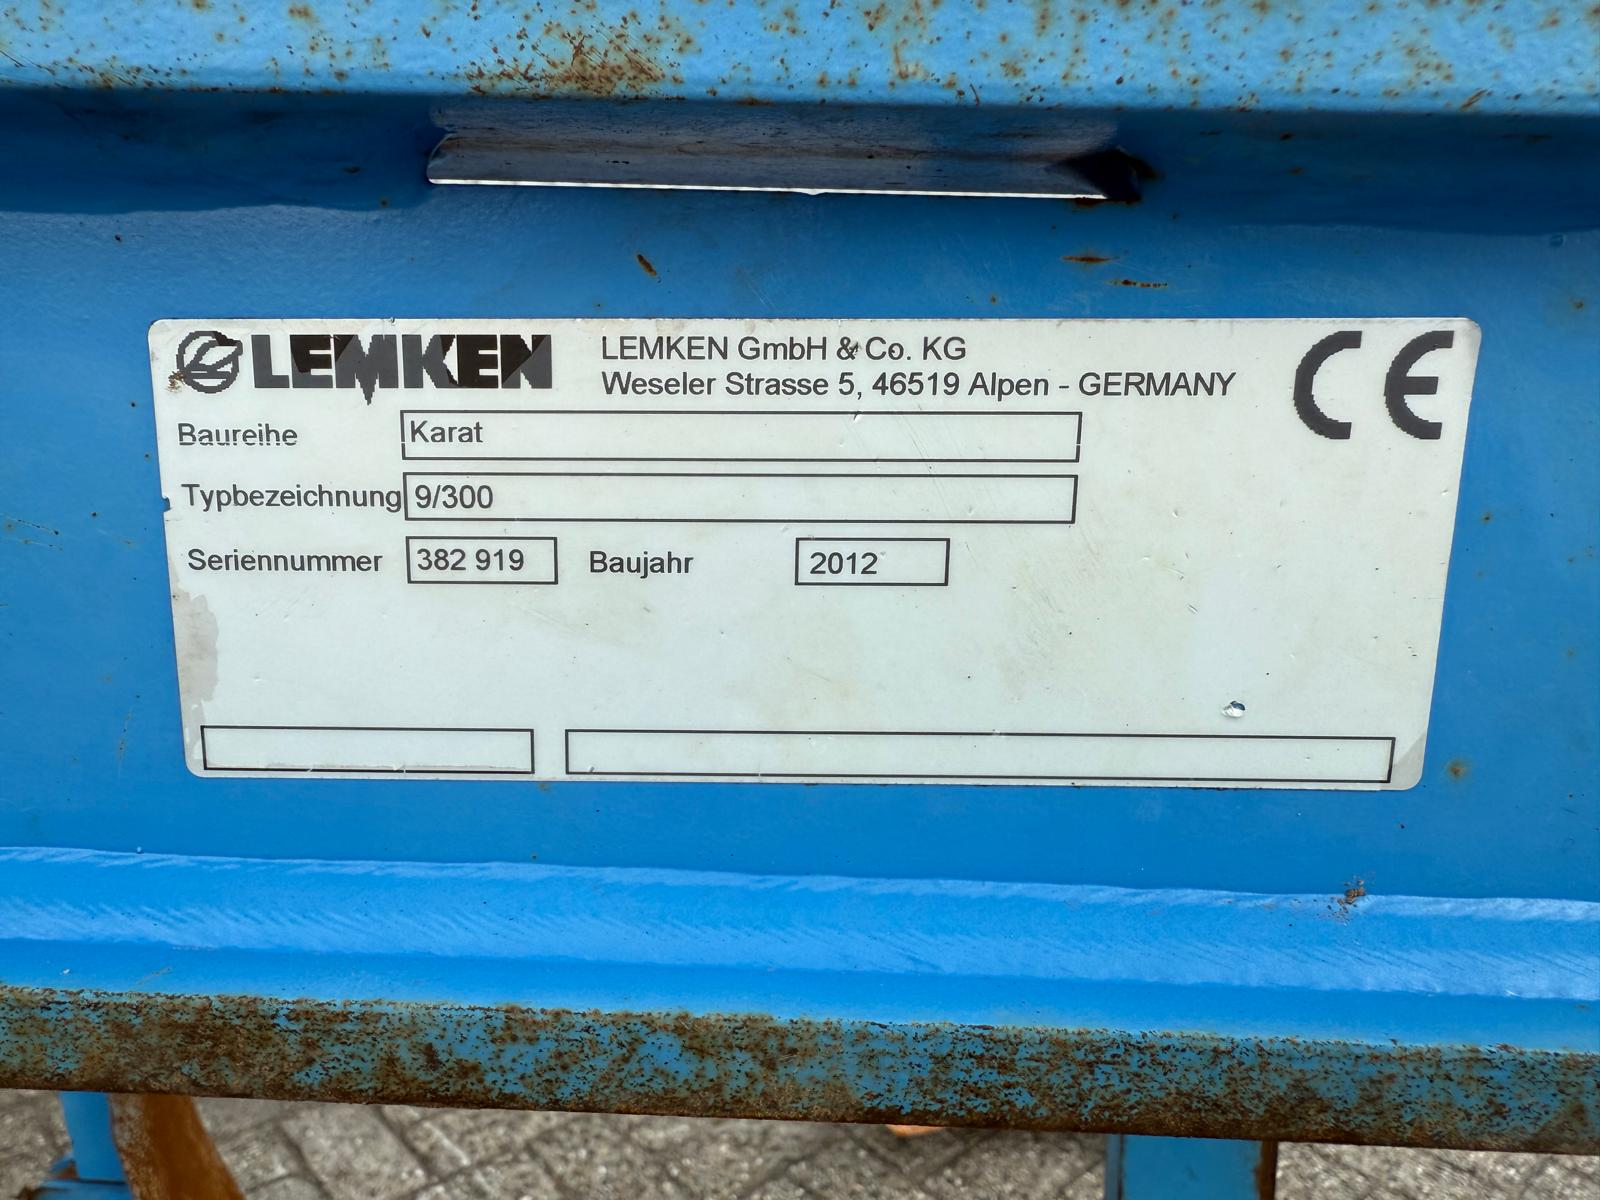 LEMKEN
LEMKEN GmbH & Co. KG
Weseler Strasse 5, 46519 Alpen - GERMANY
CE
Baureihe Karat
Typbezeichnung 9/300
Seriennummer 382 919 Baujahr 2012